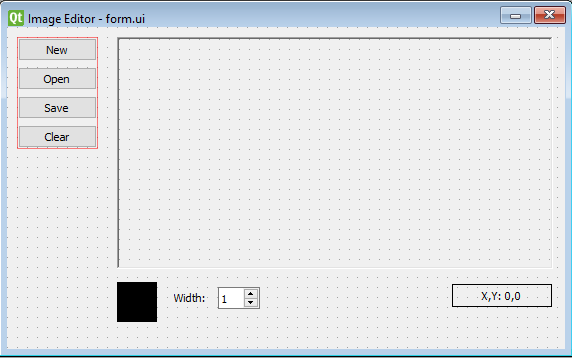 Qt Image Editor - form.ui
New
Open
Save
Clear
Width: 1
X,Y: 0,0